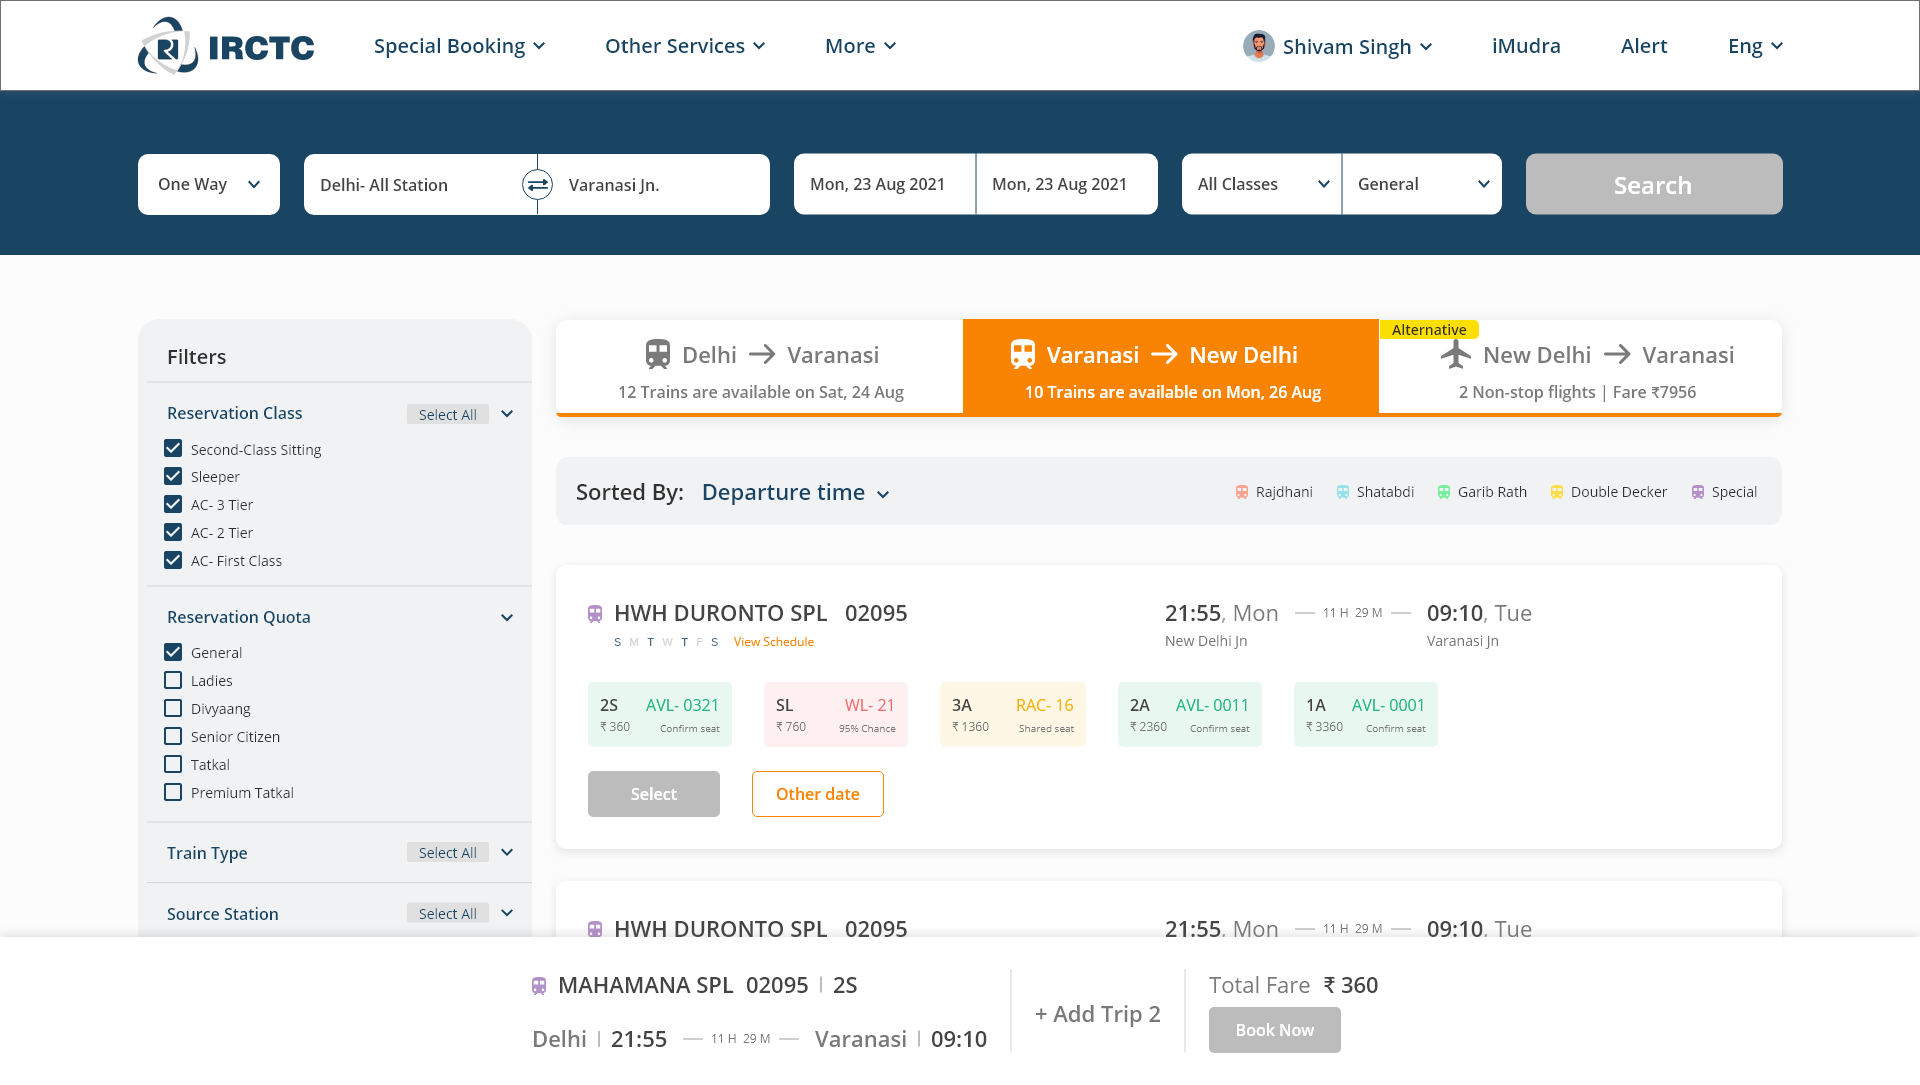 IRCTC
Special Booking
Other Services
More
Shivam Singh
iMudra
Alert
Eng
One Way
Delhi- All Station
Varanasi Jn.
Mon, 23 Aug 2021
Mon, 23 Aug 2021
All Classes
General
Search
Filters
Reservation Class
Select All
Second-Class Sitting
Sleeper
AC- 3 Tier
AC- 2 Tier
AC- First Class
Reservation Quota
General
Ladies
Divyaang
Senior Citizen
Tatkal
Premium Tatkal
Train Type
Select All
Source Station
Select All
Delhi → Varanasi
12 Trains are available on Sat, 24 Aug
Varanasi → New Delhi
10 Trains are available on Mon, 26 Aug
Alternative
New Delhi → Varanasi
2 Non-stop flights | Fare ₹7956
Sorted By: Departure time
Rajdhani
Shatabdi
Garib Rath
Double Decker
Special
HWH DURONTO SPL 02095
S M T W T F S View Schedule
21:55, Mon — 11 H 29 M — 09:10, Tue
New Delhi Jn
Varanasi Jn
2S AVL- 0321
₹ 360 Confirm seat
SL WL- 21
₹ 760 95% Chance
3A RAC- 16
₹ 1360 Shared seat
2A AVL- 0011
₹ 2360 Confirm seat
1A AVL- 0001
₹ 3360 Confirm seat
Select
Other date
HWH DURONTO SPL 02095
21:55, Mon — 11 H 29 M — 09:10, Tue
MAHAMANA SPL 02095 | 2S
Delhi | 21:55 — 11 H 29 M — Varanasi | 09:10
+ Add Trip 2
Total Fare ₹ 360
Book Now